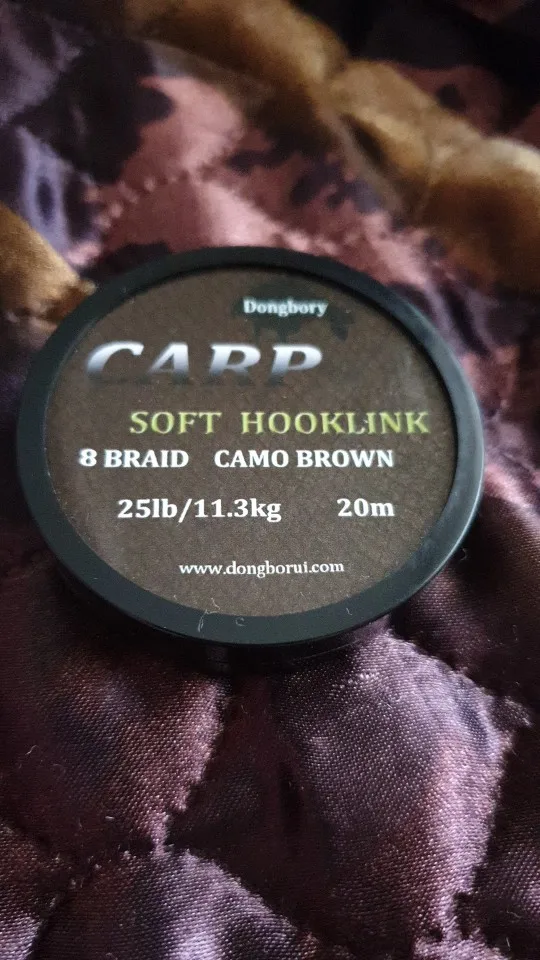 Dongbory
CARP
SOFT HOOKLINK
8 BRAID CAMO BROWN
25lb/11.3kg 20m
www.dongborui.com